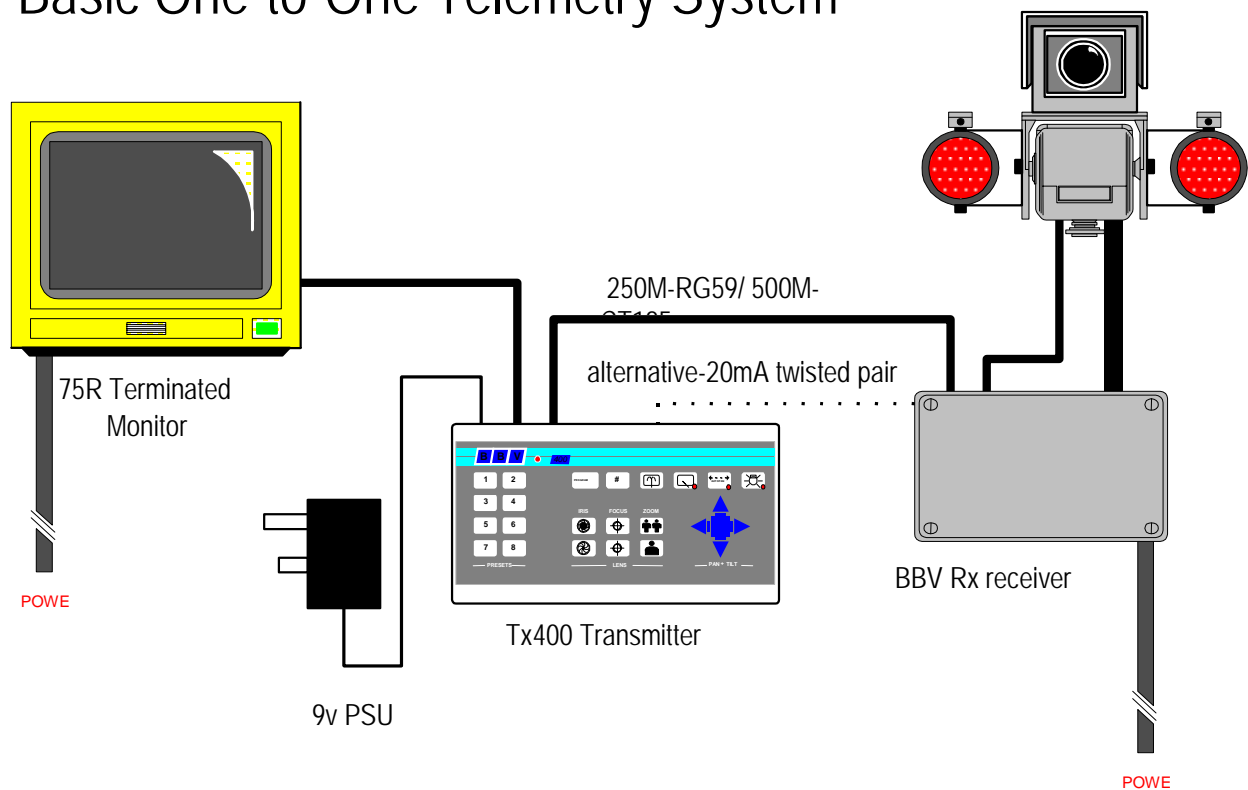 Basic One to One Telemetry System
250M-RG59/ 500M-
CT125
alternative-20mA twisted pair
75R Terminated
Monitor
B B V
1 2
PROGRAM #
3 4
IRIS FOCUS ZOOM
5 6
7 8
PRESETS
LENS
PAN + TILT
BBV Rx receiver
POWE
Tx400 Transmitter
9v PSU
POWE